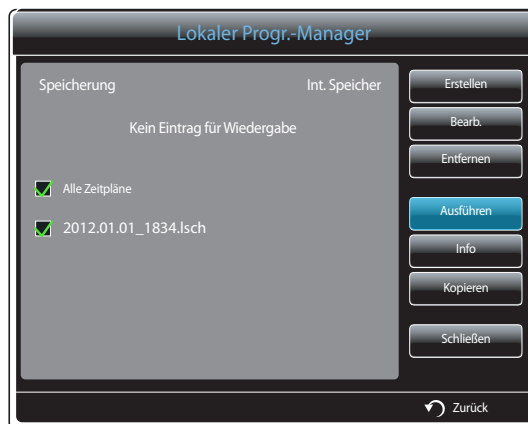 Lokaler Progr.-Manager
Speicherung Int. Speicher
Kein Eintrag für Wiedergabe
Alle Zeitpläne
2012.01.01_1834.lsch
Erstellen
Bearb.
Entfernen
Ausführen
Info
Kopieren
Schließen
Zurück